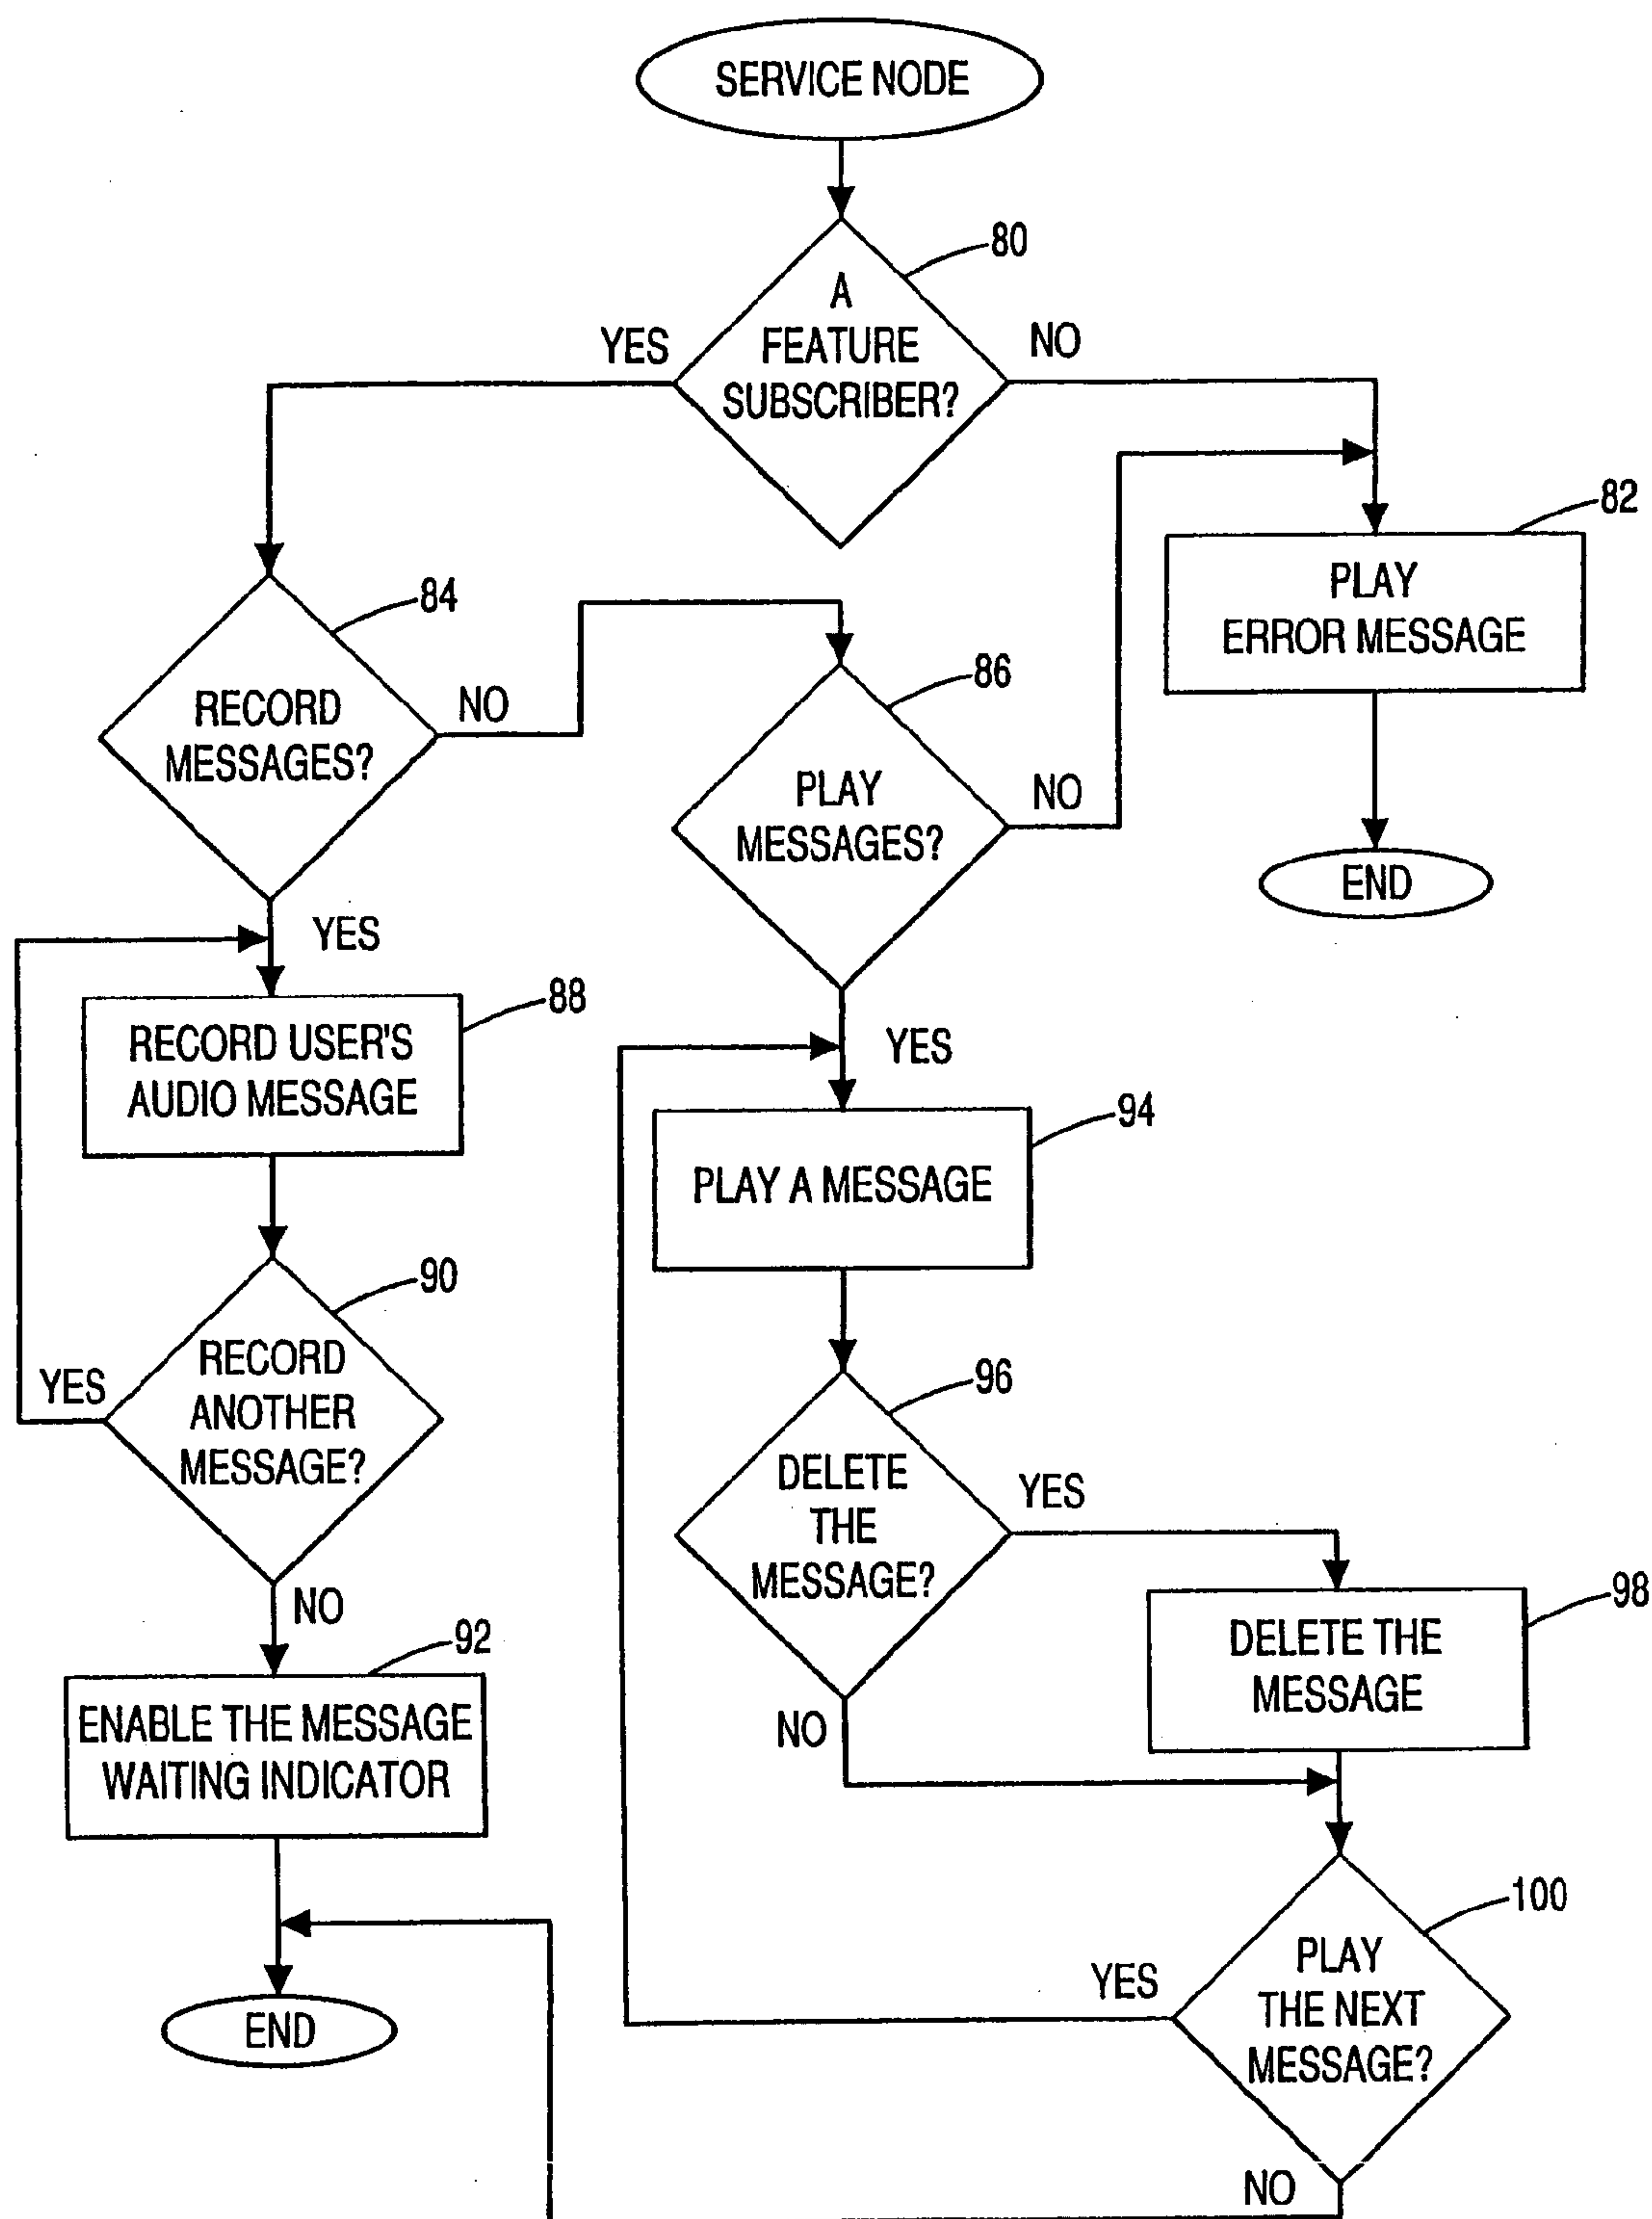 SERVICE NODE
80
A
FEATURE
SUBSCRIBER?
YES
NO
82
PLAY
ERROR MESSAGE
END
84
RECORD
MESSAGES?
NO
YES
86
PLAY
MESSAGES?
NO
YES
88
RECORD USER'S
AUDIO MESSAGE
90
RECORD
ANOTHER
MESSAGE?
YES
NO
92
ENABLE THE MESSAGE
WAITING INDICATOR
END
94
PLAY A MESSAGE
96
DELETE
THE
MESSAGE?
YES
NO
98
DELETE THE
MESSAGE
100
PLAY
THE NEXT
MESSAGE?
YES
NO